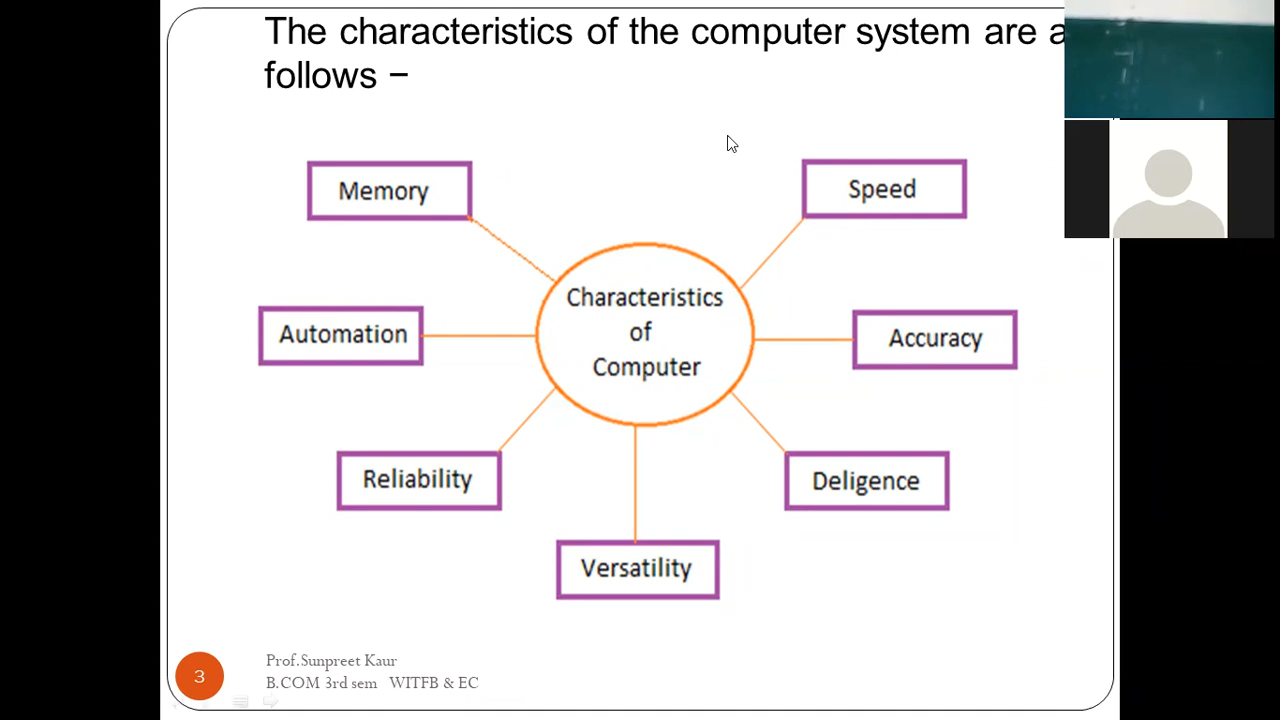 The characteristics of the computer system are a
follows −
Memory
Speed
Characteristics
of
Computer
Automation
Accuracy
Reliability
Deligence
Versatility
Prof.Sunpreet Kaur
B.COM 3rd sem WITFB & EC
3